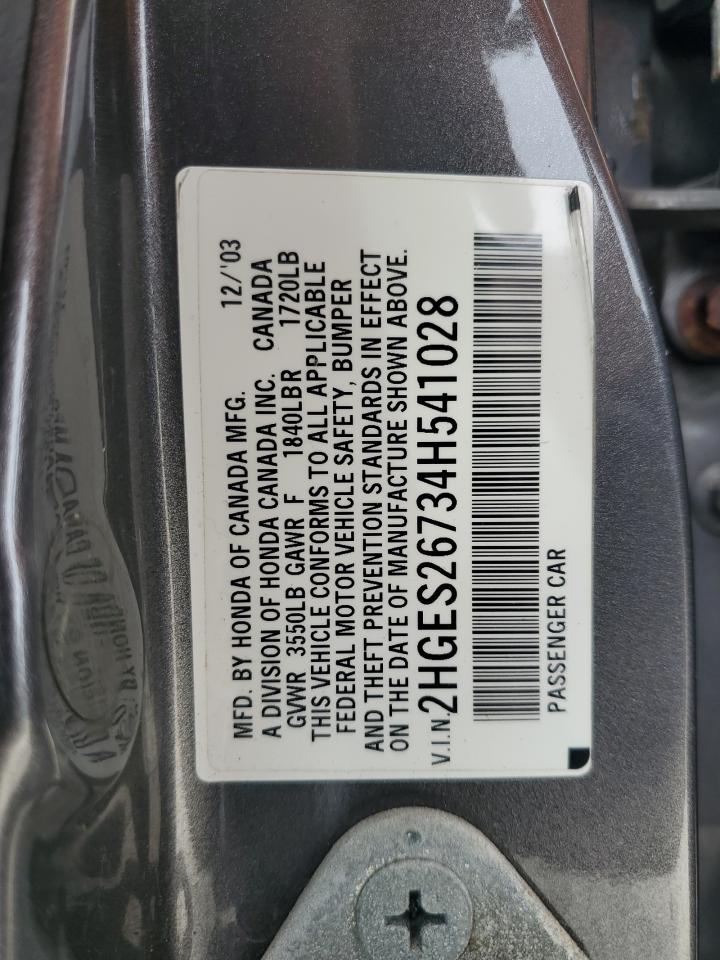 MFD. BY HONDA OF CANADA MFG. 12/'03
A DIVISION OF HONDA CANADA INC. CANADA
GVWR 3550LB GAWR F 1840LBR 1720LB
THIS VEHICLE CONFORMS TO ALL APPLICABLE
FEDERAL MOTOR VEHICLE SAFETY, BUMPER
AND THEFT PREVENTION STANDARDS IN EFFECT
ON THE DATE OF MANUFACTURE SHOWN ABOVE.
V.I.N. 2HGES26734H541028
PASSENGER CAR